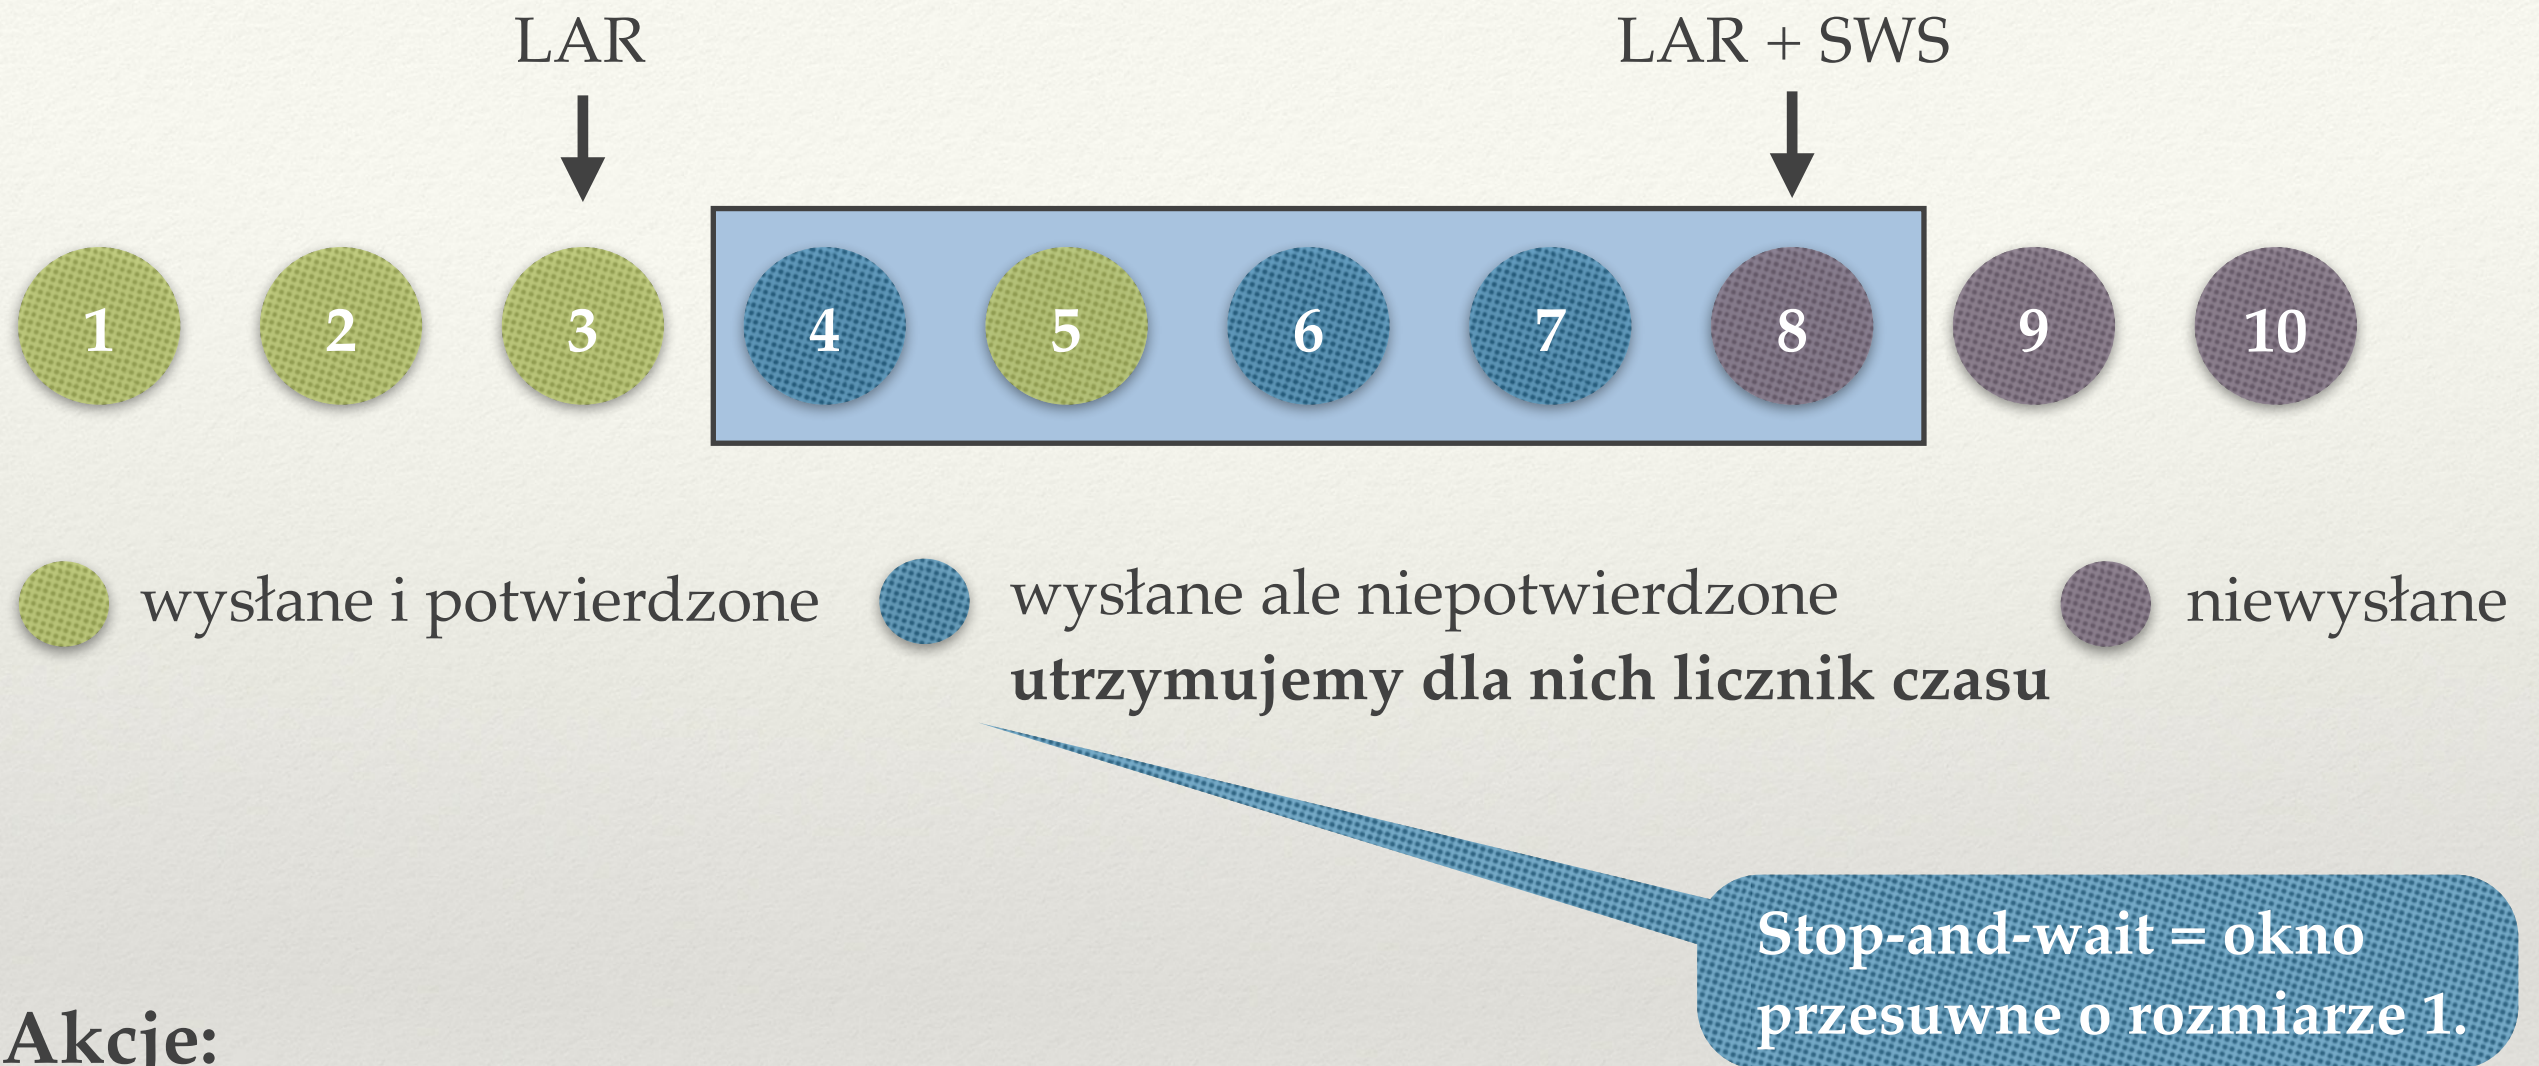 LAR
LAR + SWS
1 2 3 4 5 6 7 8 9 10
wysłane i potwierdzone
wysłane ale niepotwierdzone
utrzymujemy dla nich licznik czasu
niewysłane
Stop-and-wait = okno
przesuwne o rozmiarze 1.
Akcje: